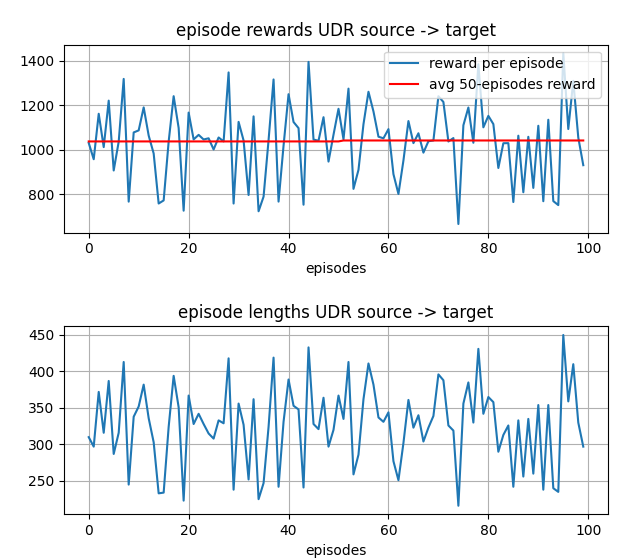 episode rewards UDR source -> target
1400
1200
1000
800
reward per episode
avg 50-episodes reward
0 20 40 60 80 100
episodes
episode lengths UDR source -> target
450
400
350
300
250
0 20 40 60 80 100
episodes